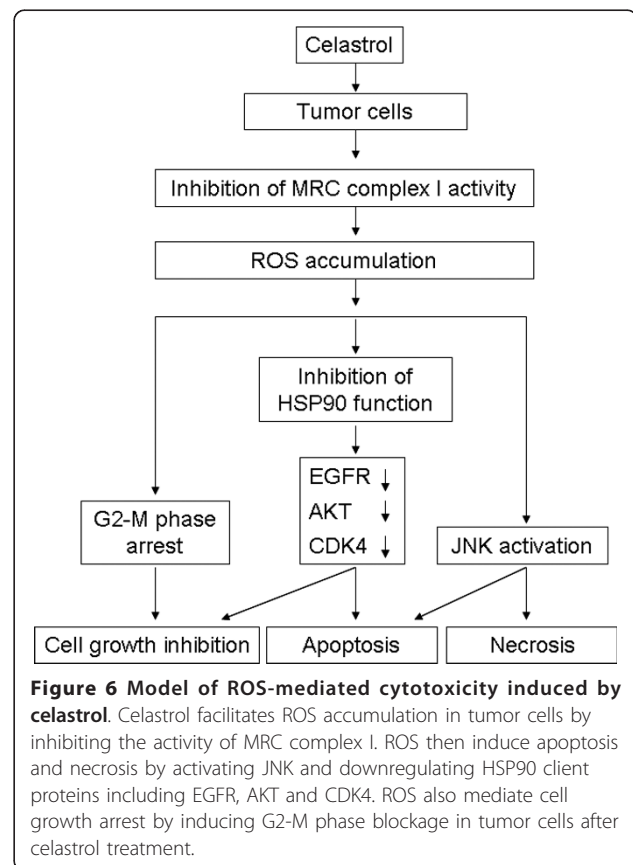 Celastrol
Tumor cells
Inhibition of MRC complex I activity
ROS accumulation
Inhibition of
HSP90 function
EGFR ↓
AKT ↓
CDK4 ↓
G2-M phase
arrest
JNK activation
Cell growth inhibition
Apoptosis
Necrosis
Figure 6 Model of ROS-mediated cytotoxicity induced by
celastrol. Celastrol facilitates ROS accumulation in tumor cells by
inhibiting the activity of MRC complex I. ROS then induce apoptosis
and necrosis by activating JNK and downregulating HSP90 client
proteins including EGFR, AKT and CDK4. ROS also mediate cell
growth arrest by inducing G2-M phase blockage in tumor cells after
celastrol treatment.